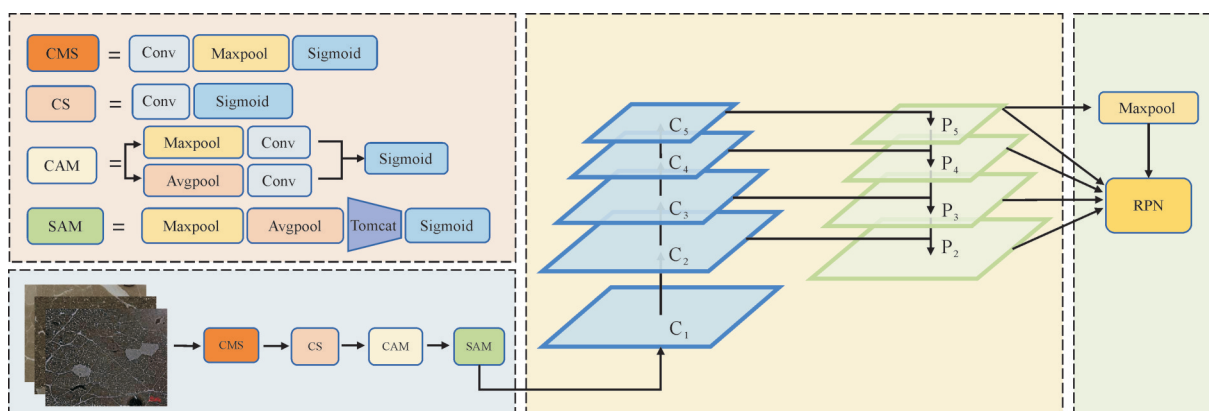 CMS = Conv Maxpool Sigmoid
CS = Conv Sigmoid
CAM = Maxpool Conv Sigmoid
Avgpool Conv
SAM = Maxpool Avgpool Tomcat Sigmoid
CMS CS CAM SAM
C5
C4
C3
C2
C1
P5
P4
P3
P2
Maxpool
RPN